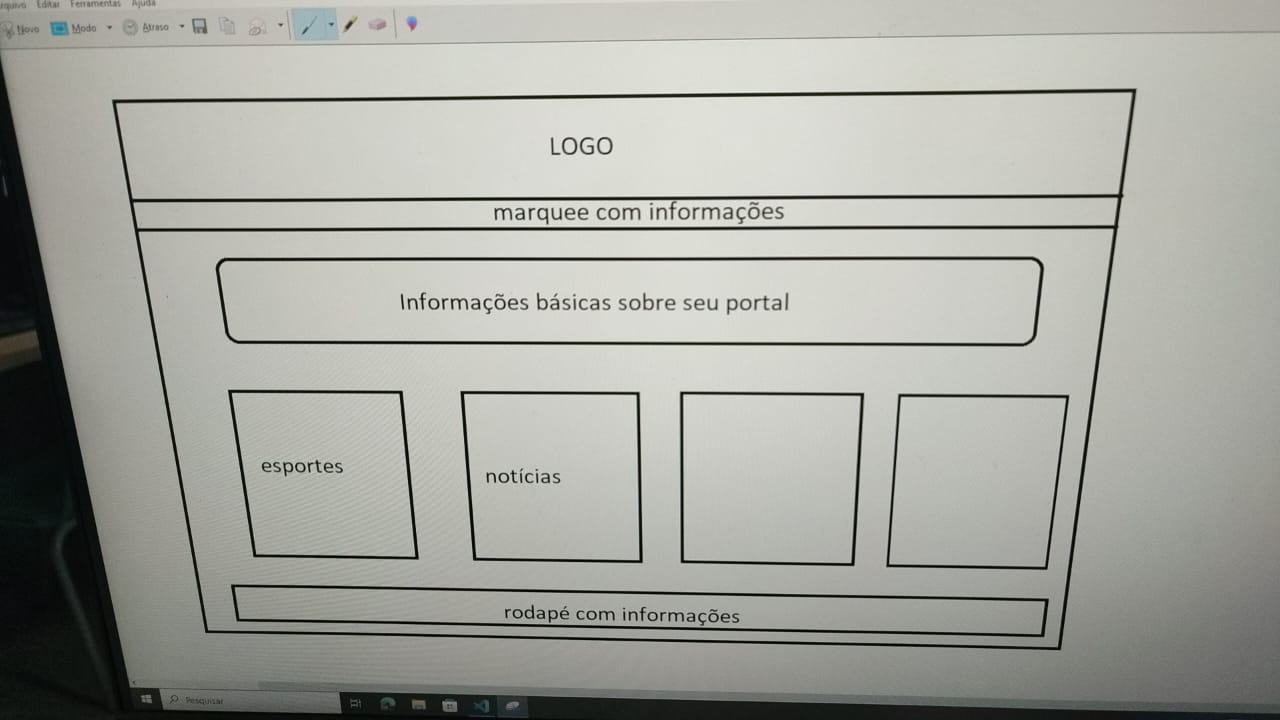 Editar Ferramentas Ajuda
Novo Modo Atraso
LOGO
marquee com informações
Informações básicas sobre seu portal
esportes
notícias
rodapé com informações
Pesquisar